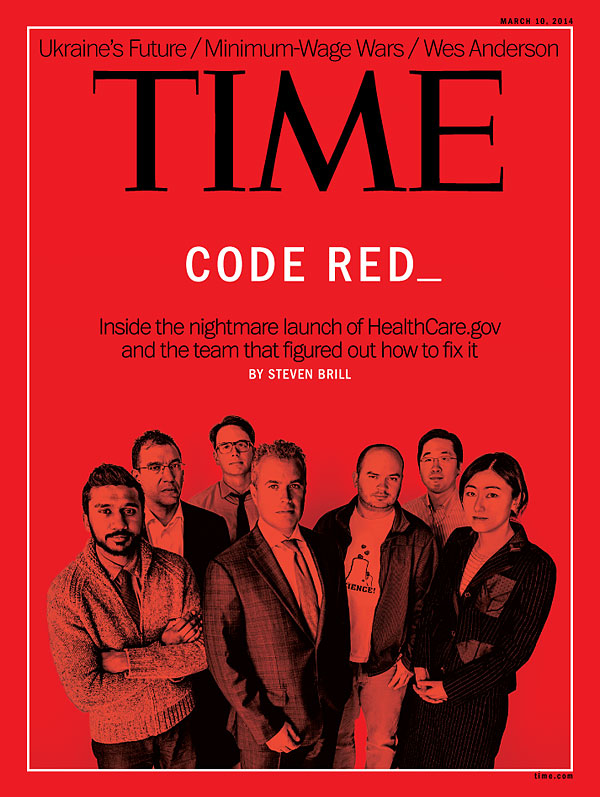 MARCH 10, 2014
Ukraine's Future / Minimum-Wage Wars / Wes Anderson
TIME
CODE RED_
Inside the nightmare launch of HealthCare.gov
and the team that figured out how to fix it
BY STEVEN BRILL
CIENCE!
time.com